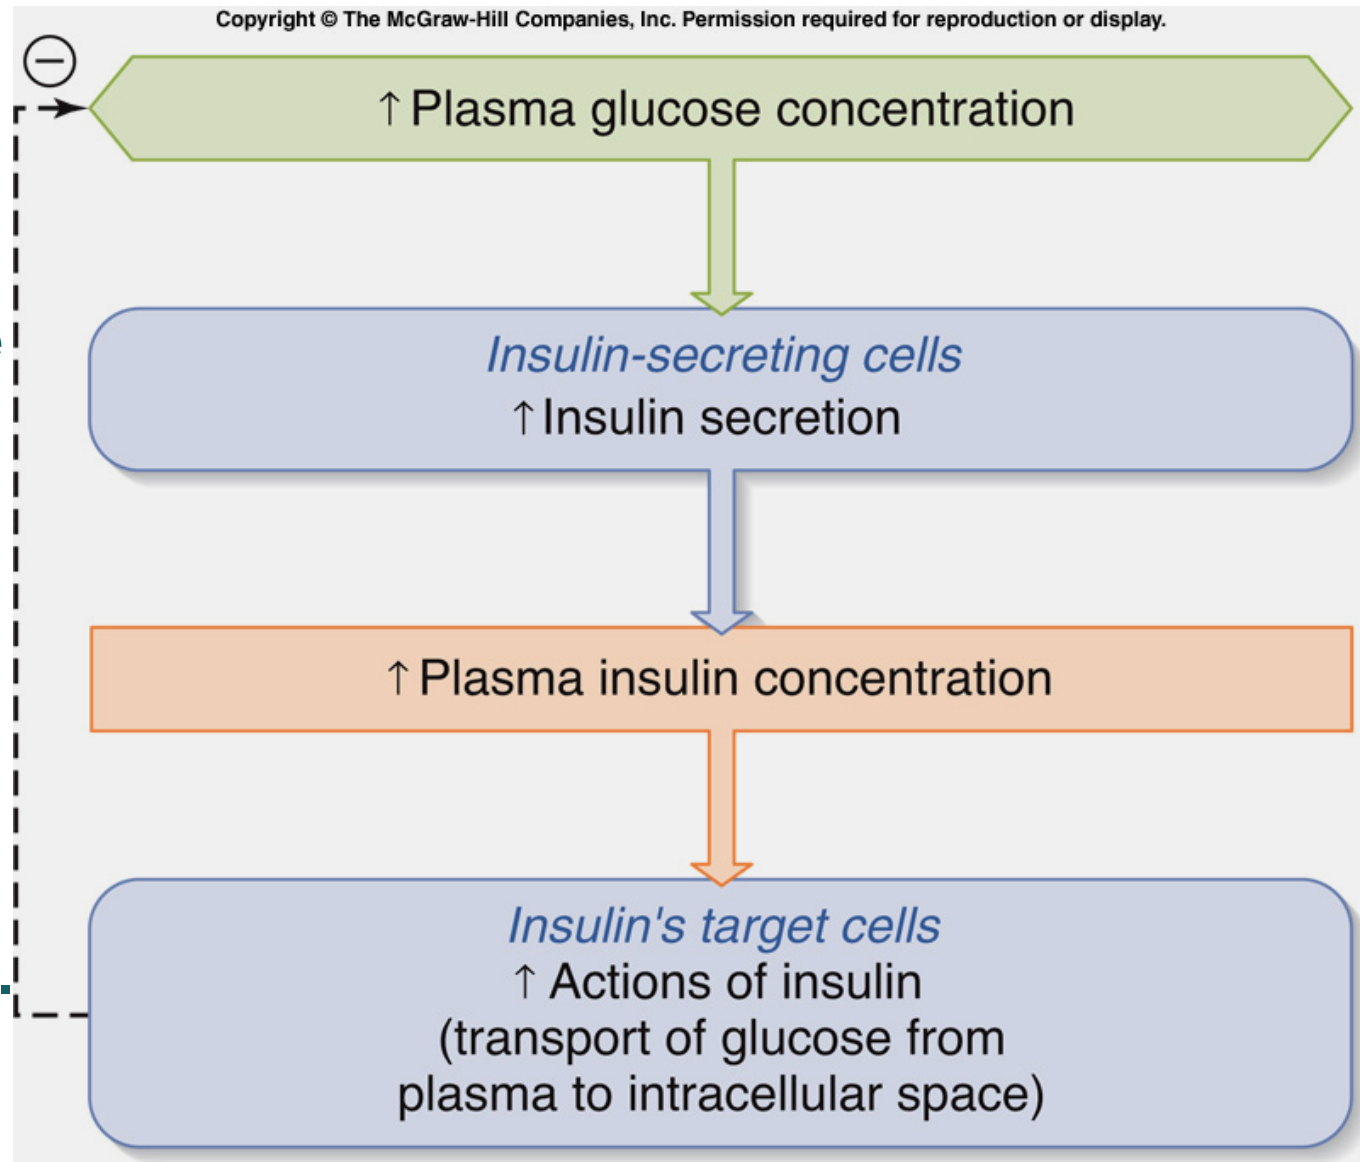 Copyright © The McGraw-Hill Companies, Inc. Permission required for reproduction or display.
↑ Plasma glucose concentration
Insulin-secreting cells
↑ Insulin secretion
↑ Plasma insulin concentration
Insulin's target cells
↑ Actions of insulin
(transport of glucose from
plasma to intracellular space)